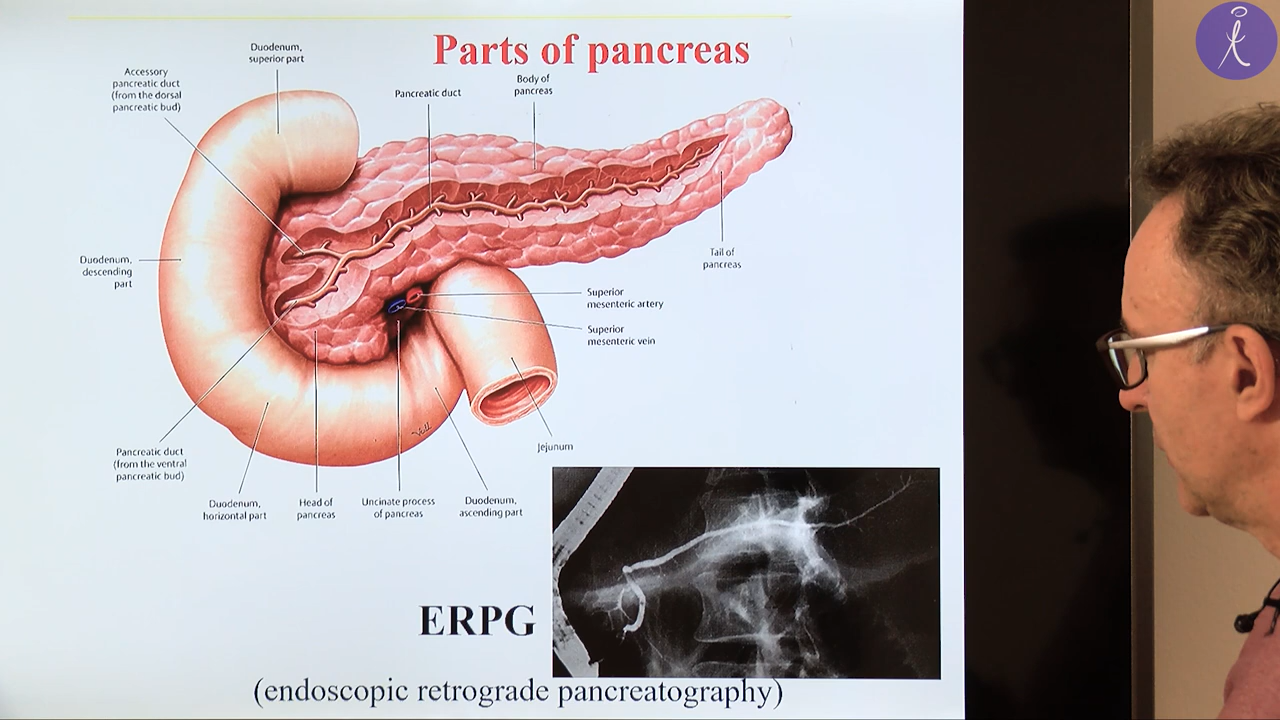 Parts of pancreas
Duodenum,
superior part
Accessory
pancreatic duct
(from the dorsal
pancreatic bud)
Pancreatic duct
Body of
pancreas
Duodenum,
descending
part
Tail of
pancreas
Superior
mesenteric artery
Superior
mesenteric vein
Jejunum
Pancreatic duct
(from the ventral
pancreatic bud)
Duodenum,
horizontal part
Head of
pancreas
Uncinate process
of pancreas
Duodenum,
ascending part
ERPG
(endoscopic retrograde pancreatography)